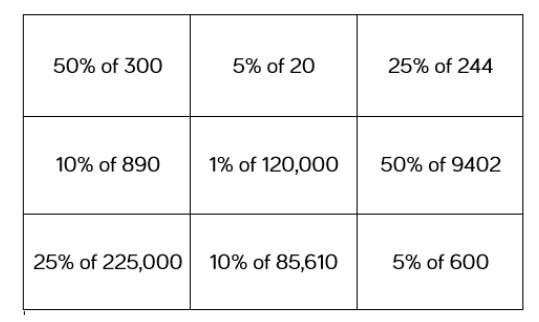 50% of 300
5% of 20
25% of 244
10% of 890
1% of 120,000
50% of 9402
25% of 225,000
10% of 85,610
5% of 600